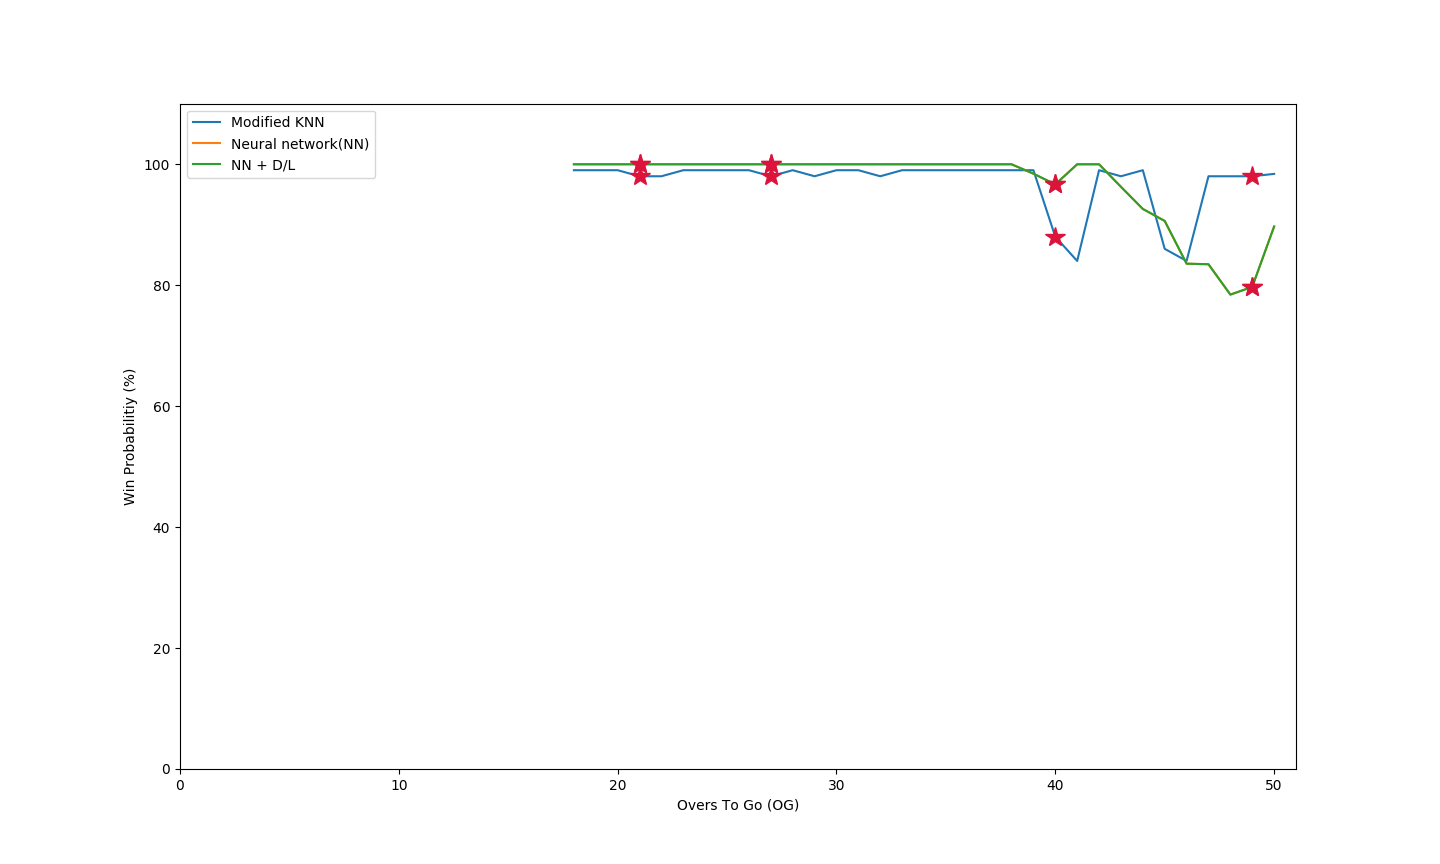 Modified KNN
Neural network(NN)
NN + D/L
100
80
60
40
20
0
Win Probabilitiy (%)
0 10 20 30 40 50
Overs To Go (OG)